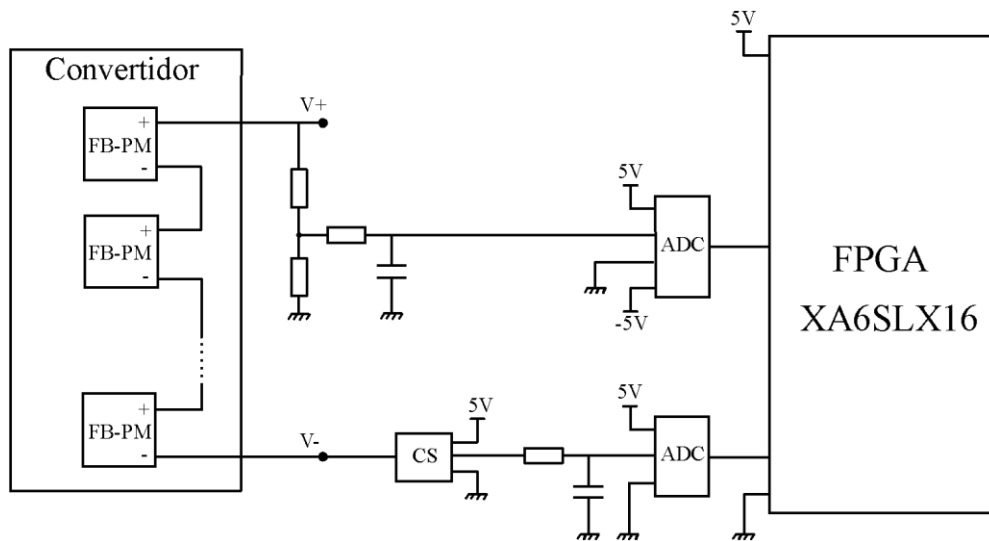 Convertidor
+
FB-PM
-
+
FB-PM
-
+
FB-PM
-
V+
V-
5V
ADC
-5V
5V
CS
5V
ADC
5V
FPGA
XA6SLX16